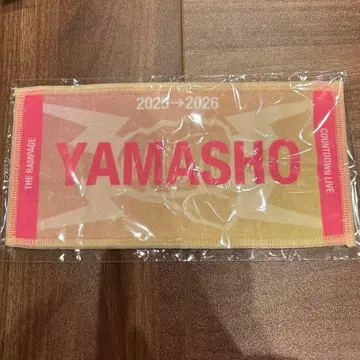 2025→2026
YAMASHO
THE RAMPAGE
COUNTDOWN LIVE